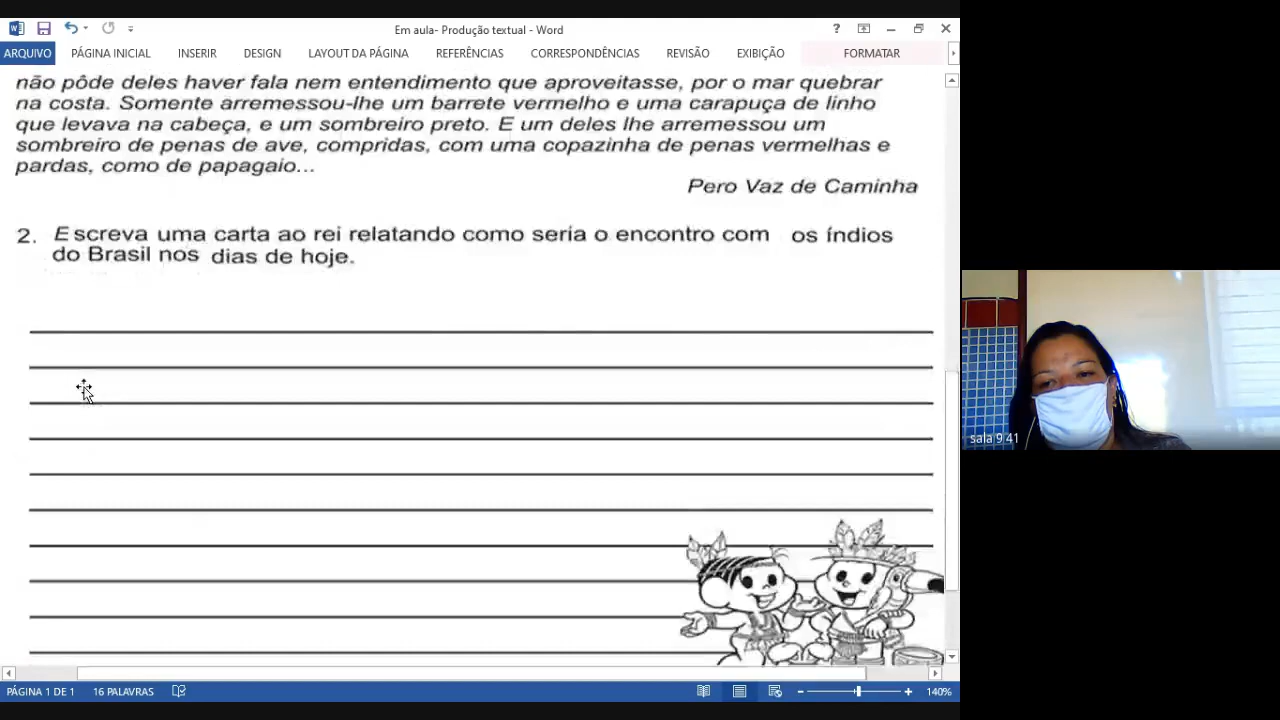 Em aula- Produção textual - Word
ARQUIVO PÁGINA INICIAL INSERIR DESIGN LAYOUT DA PÁGINA REFERÊNCIAS CORRESPONDÊNCIAS REVISÃO EXIBIÇÃO FORMATAR
não pôde deles haver fala nem entendimento que aproveitasse, por o mar quebrar
na costa. Somente arremessou-lhe um barrete vermelho e uma carapuça de linho
que levava na cabeça, e um sombreiro preto. E um deles lhe arremessou um
sombreiro de penas de ave, compridas, com uma copazinha de penas vermelhas e
pardas, como de papagaio...
Pero Vaz de Caminha
2. Escreva uma carta ao rei relatando como seria o encontro com os índios
do Brasil nos dias de hoje.
sala 9 41
PÁGINA 1 DE 1 16 PALAVRAS 140%